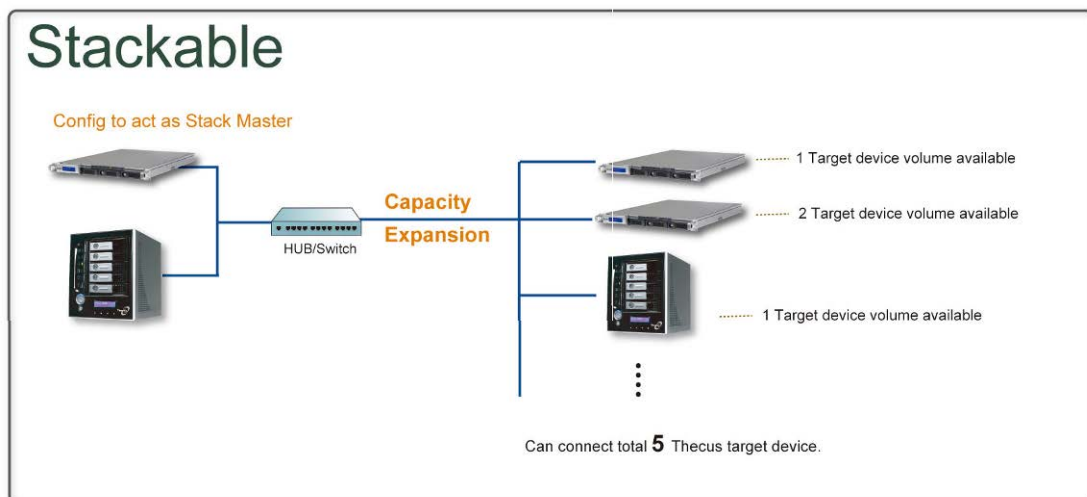 Stackable
Config to act as Stack Master
HUB/Switch
Capacity
Expansion
1 Target device volume available
2 Target device volume available
1 Target device volume available
Can connect total 5 Thecus target device.